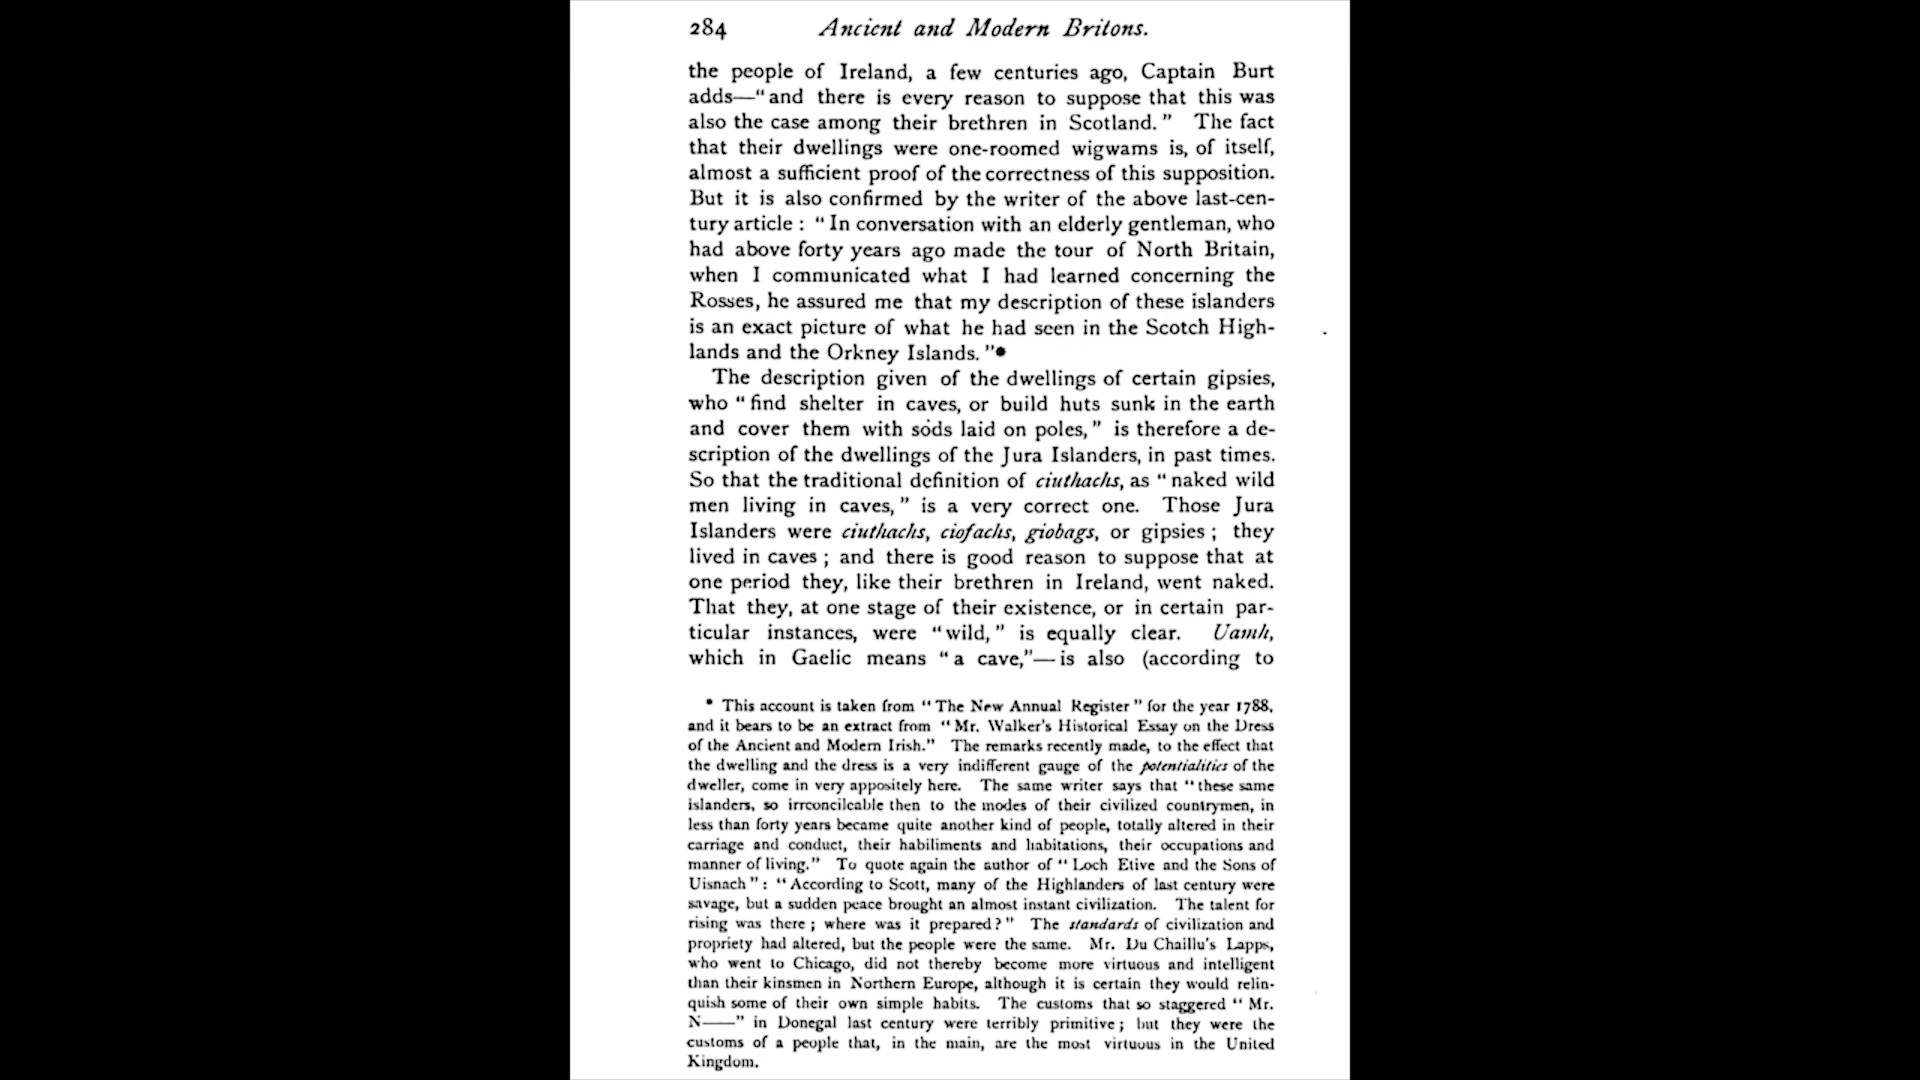 284 Ancient and Modern Britons.
the people of Ireland, a few centuries ago, Captain Burt
adds—“and there is every reason to suppose that this was
also the case among their brethren in Scotland.” The fact
that their dwellings were one-roomed wigwams is, of itself,
almost a sufficient proof of the correctness of this supposition.
But it is also confirmed by the writer of the above last-cen-
tury article : “In conversation with an elderly gentleman, who
had above forty years ago made the tour of North Britain,
when I communicated what I had learned concerning the
Rosses, he assured me that my description of these islanders
is an exact picture of what he had seen in the Scotch High-
lands and the Orkney Islands.”*
The description given of the dwellings of certain gipsies,
who “find shelter in caves, or build huts sunk in the earth
and cover them with sods laid on poles,” is therefore a de-
scription of the dwellings of the Jura Islanders, in past times.
So that the traditional definition of ciuthachs, as “naked wild
men living in caves,” is a very correct one. Those Jura
Islanders were ciuthachs, ciofachs, giobags, or gipsies ; they
lived in caves ; and there is good reason to suppose that at
one period they, like their brethren in Ireland, went naked.
That they, at one stage of their existence, or in certain par-
ticular instances, were “wild,” is equally clear. Uamh,
which in Gaelic means “a cave,”—is also (according to
* This account is taken from “The New Annual Register” for the year 1788,
and it bears to be an extract from “Mr. Walker's Historical Essay on the Dress
of the Ancient and Modern Irish.” The remarks recently made, to the effect that
the dwelling and the dress is a very indifferent gauge of the potentialities of the
dweller, come in very appositely here. The same writer says that “these same
islanders, so irreconcileable then to the modes of their civilized countrymen, in
less than forty years became quite another kind of people, totally altered in their
carriage and conduct, their habiliments and habitations, their occupations and
manner of living.” To quote again the author of “Loch Etive and the Sons of
Uisnach” : “According to Scott, many of the Highlanders of last century were
savage, but a sudden peace brought an almost instant civilization. The talent for
rising was there ; where was it prepared?” The standards of civilization and
propriety had altered, but the people were the same. Mr. Du Chaillu's Lapps,
who went to Chicago, did not thereby become more virtuous and intelligent
than their kinsmen in Northern Europe, although it is certain they would relin-
quish some of their own simple habits. The customs that so staggered “Mr.
N——” in Donegal last century were terribly primitive ; but they were the
customs of a people that, in the main, are the most virtuous in the United
Kingdom.